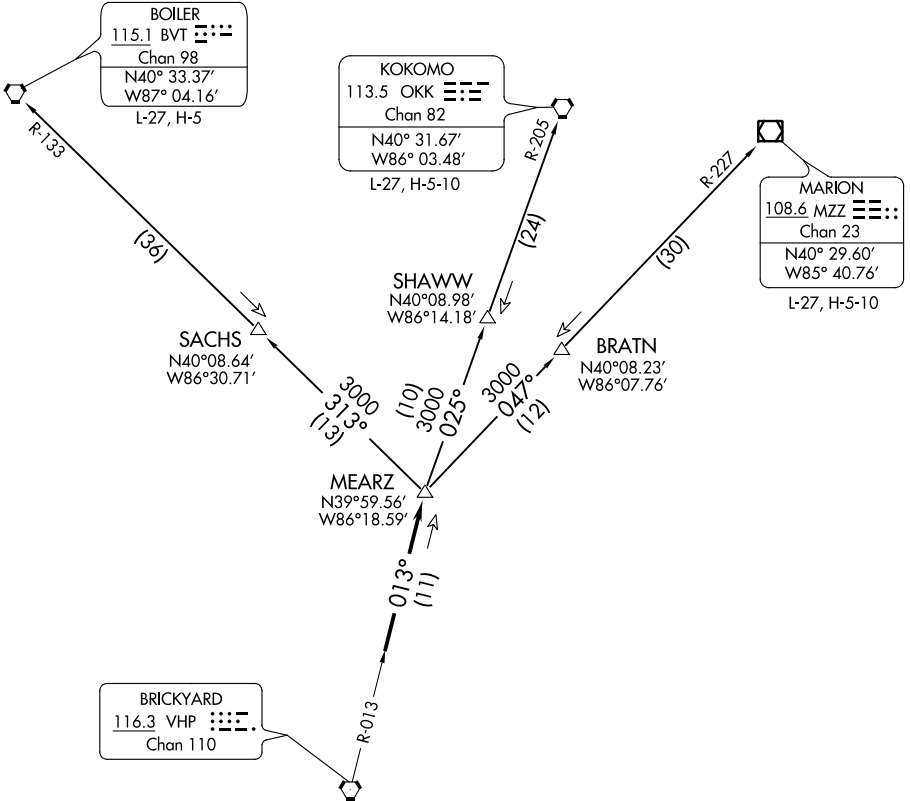 BOILER
115.1 BVT
Chan 98
N40° 33.37′
W87° 04.16′
L-27, H-5
KOKOMO
113.5 OKK
Chan 82
N40° 31.67′
W86° 03.48′
L-27, H-5-10
MARION
108.6 MZZ
Chan 23
N40° 29.60′
W85° 40.76′
L-27, H-5-10
R-133
R-205
R-227
(36)
(24)
(30)
SHAWW
N40°08.98′
W86°14.18′
SACHS
N40°08.64′
W86°30.71′
BRATN
N40°08.23′
W86°07.76′
3000
313°
(13)
(10)
3000
025°
3000
047°
(12)
MEARZ
N39°59.56′
W86°18.59′
013°
(11)
R-013
BRICKYARD
116.3 VHP
Chan 110